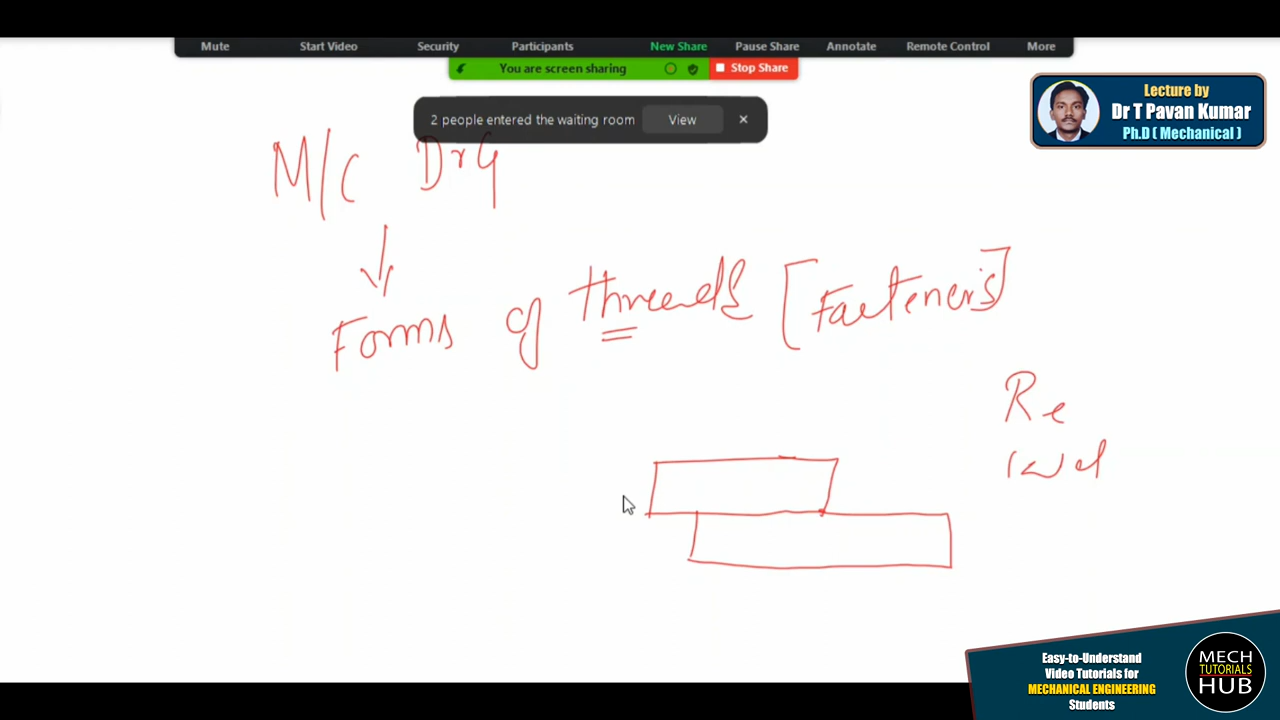 Mute Start Video Security Participants New Share Pause Share Annotate Remote Control More
You are screen sharing Stop Share
2 people entered the waiting room View
Lecture by
Dr T Pavan Kumar
Ph.D ( Mechanical )
M/C DrG
Forms of threads [Fasteners]
Re
Easy-to-Understand
Video Tutorials for
MECHANICAL ENGINEERING
Students
MECH
TUTORIALS
HUB